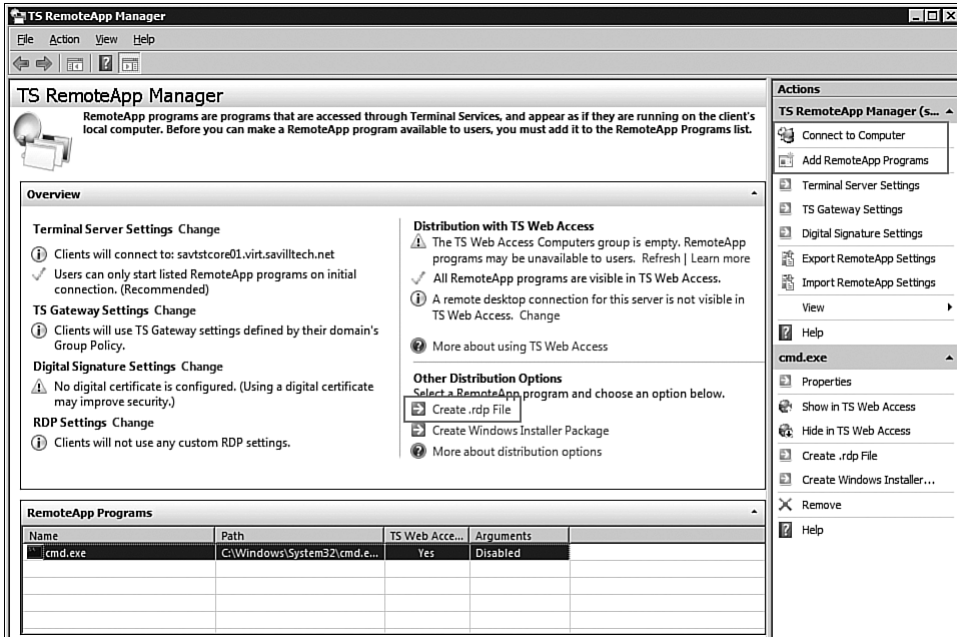 TS RemoteApp Manager
File Action View Help
TS RemoteApp Manager
RemoteApp programs are programs that are accessed through Terminal Services, and appear as if they are running on the client's
local computer. Before you can make a RemoteApp program available to users, you must add it to the RemoteApp Programs list.
Overview
Terminal Server Settings Change
Clients will connect to: savtstcore01.virt.savilltech.net
Users can only start listed RemoteApp programs on initial
connection. (Recommended)
TS Gateway Settings Change
Clients will use TS Gateway settings defined by their domain's
Group Policy.
Digital Signature Settings Change
No digital certificate is configured. (Using a digital certificate
may improve security.)
RDP Settings Change
Clients will not use any custom RDP settings.
Distribution with TS Web Access
The TS Web Access Computers group is empty. RemoteApp
programs may be unavailable to users. Refresh | Learn more
All RemoteApp programs are visible in TS Web Access.
A remote desktop connection for this server is not visible in
TS Web Access. Change
More about using TS Web Access
Other Distribution Options
Select a RemoteApp program and choose an option below.
Create .rdp File
Create Windows Installer Package
More about distribution options
RemoteApp Programs
Name Path TS Web Acce... Arguments
cmd.exe C:\Windows\System32\cmd.e... Yes Disabled
Actions
TS RemoteApp Manager (s...
Connect to Computer
Add RemoteApp Programs
Terminal Server Settings
TS Gateway Settings
Digital Signature Settings
Export RemoteApp Settings
Import RemoteApp Settings
View
Help
cmd.exe
Properties
Show in TS Web Access
Hide in TS Web Access
Create .rdp File
Create Windows Installer...
Remove
Help